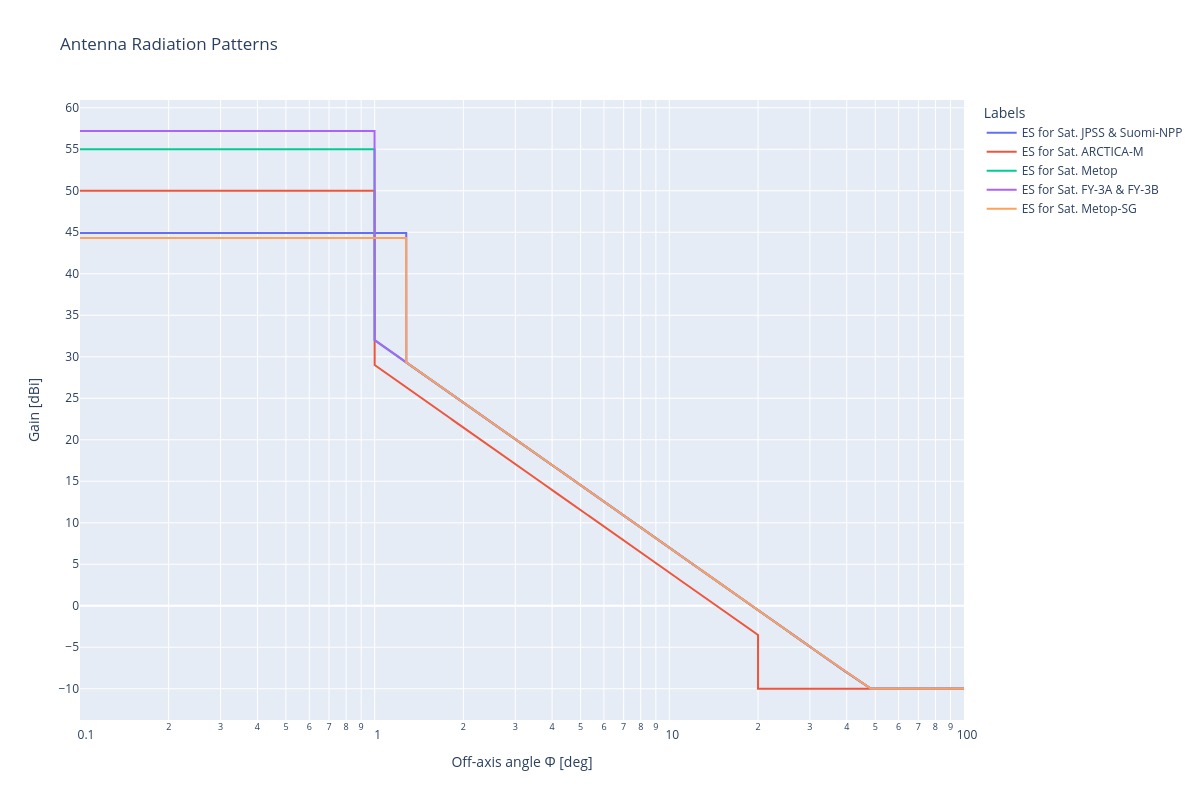 Antenna Radiation Patterns
Labels
ES for Sat. JPSS & Suomi-NPP
ES for Sat. ARCTICA-M
ES for Sat. Metop
ES for Sat. FY-3A & FY-3B
ES for Sat. Metop-SG
Gain [dBi]
60
55
50
45
40
35
30
25
20
15
10
5
0
−5
−10
0.1 2 3 4 5 6 7 8 9 1 2 3 4 5 6 7 8 9 10 2 3 4 5 6 7 8 9 100
Off-axis angle Φ [deg]